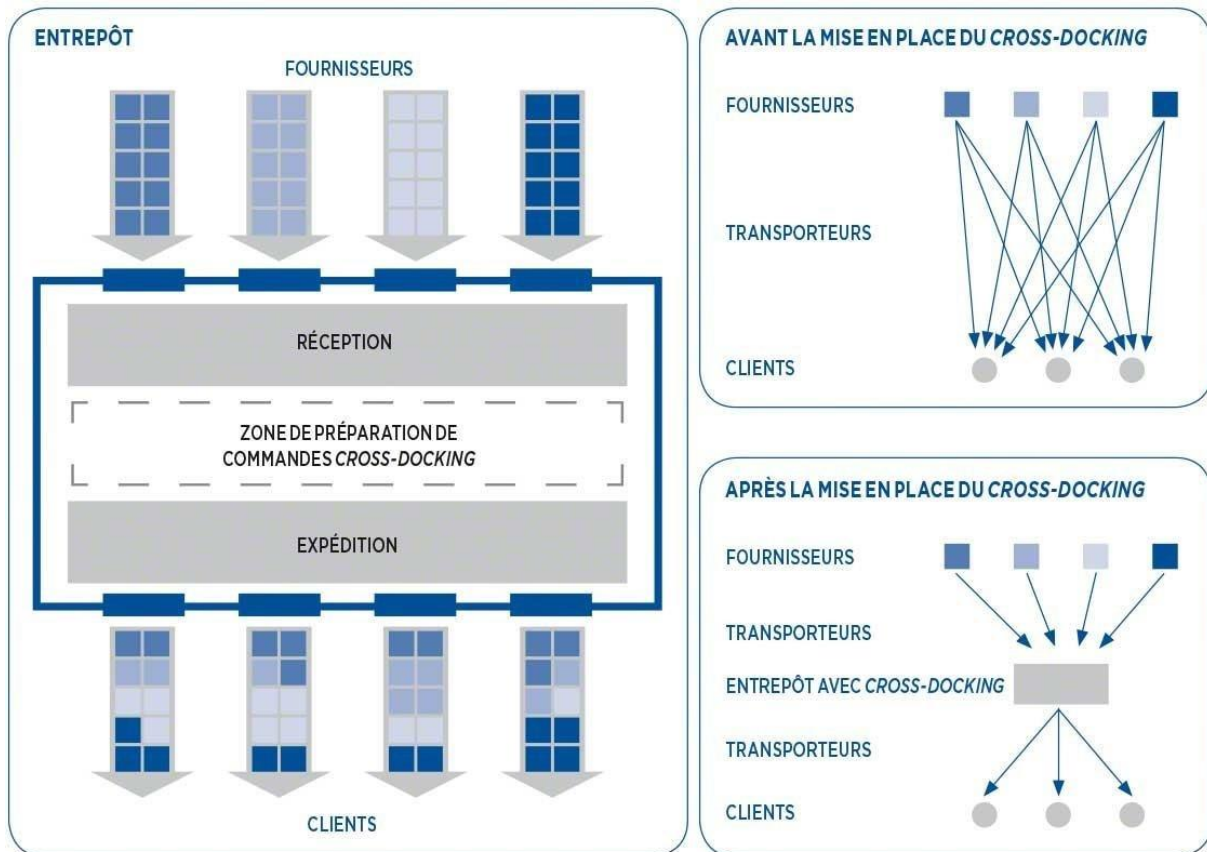 ENTREPÔT
FOURNISSEURS
RÉCEPTION
ZONE DE PRÉPARATION DE
COMMANDES CROSS-DOCKING
EXPÉDITION
CLIENTS
AVANT LA MISE EN PLACE DU CROSS-DOCKING
FOURNISSEURS
TRANSPORTEURS
CLIENTS
APRÈS LA MISE EN PLACE DU CROSS-DOCKING
FOURNISSEURS
TRANSPORTEURS
ENTREPÔT AVEC CROSS-DOCKING
TRANSPORTEURS
CLIENTS